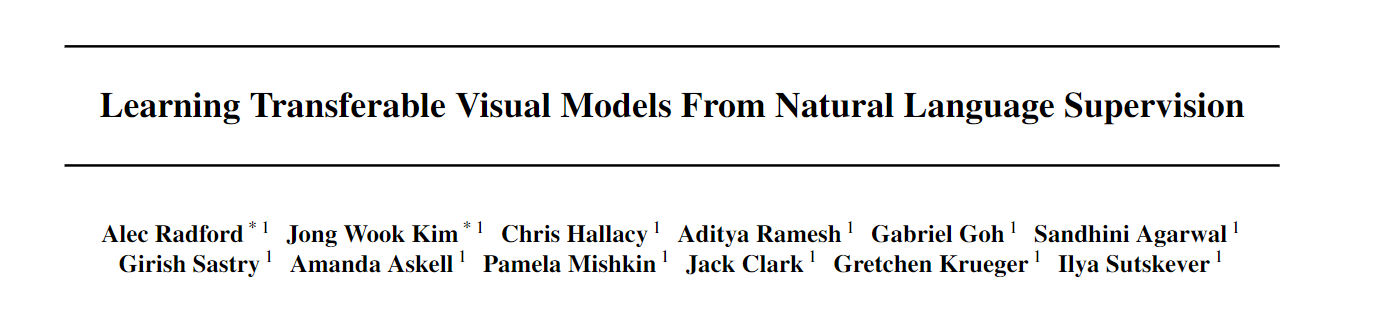 Learning Transferable Visual Models From Natural Language Supervision
Alec Radford * 1 Jong Wook Kim * 1 Chris Hallacy 1 Aditya Ramesh 1 Gabriel Goh 1 Sandhini Agarwal 1
Girish Sastry 1 Amanda Askell 1 Pamela Mishkin 1 Jack Clark 1 Gretchen Krueger 1 Ilya Sutskever 1